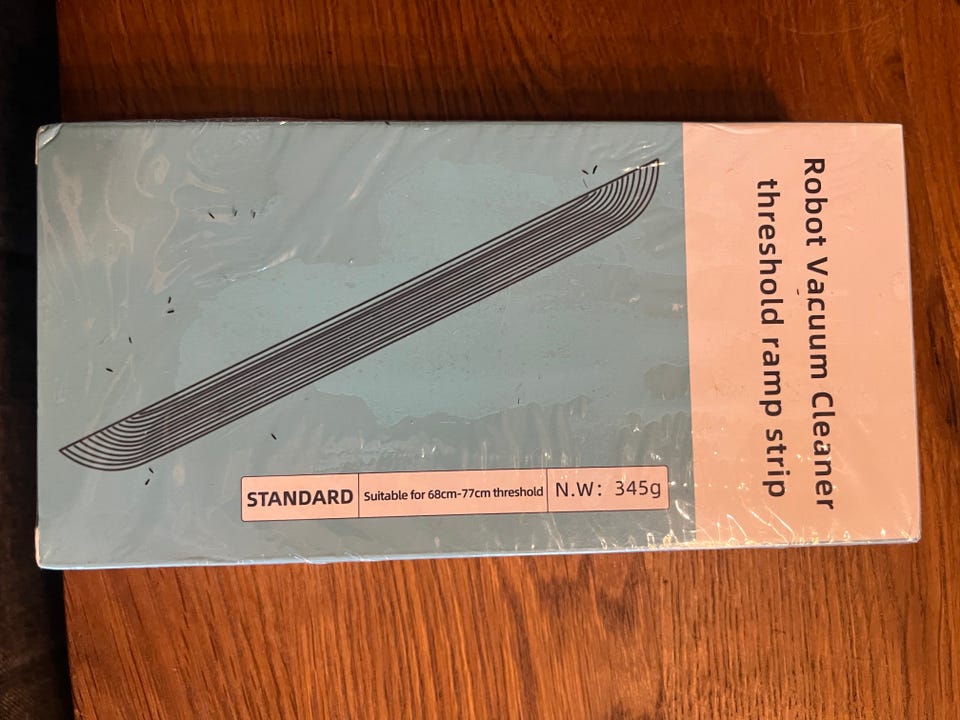 Robot Vacuum Cleaner
threshold ramp strip
STANDARD Suitable for 68cm-77cm threshold N.W: 345g